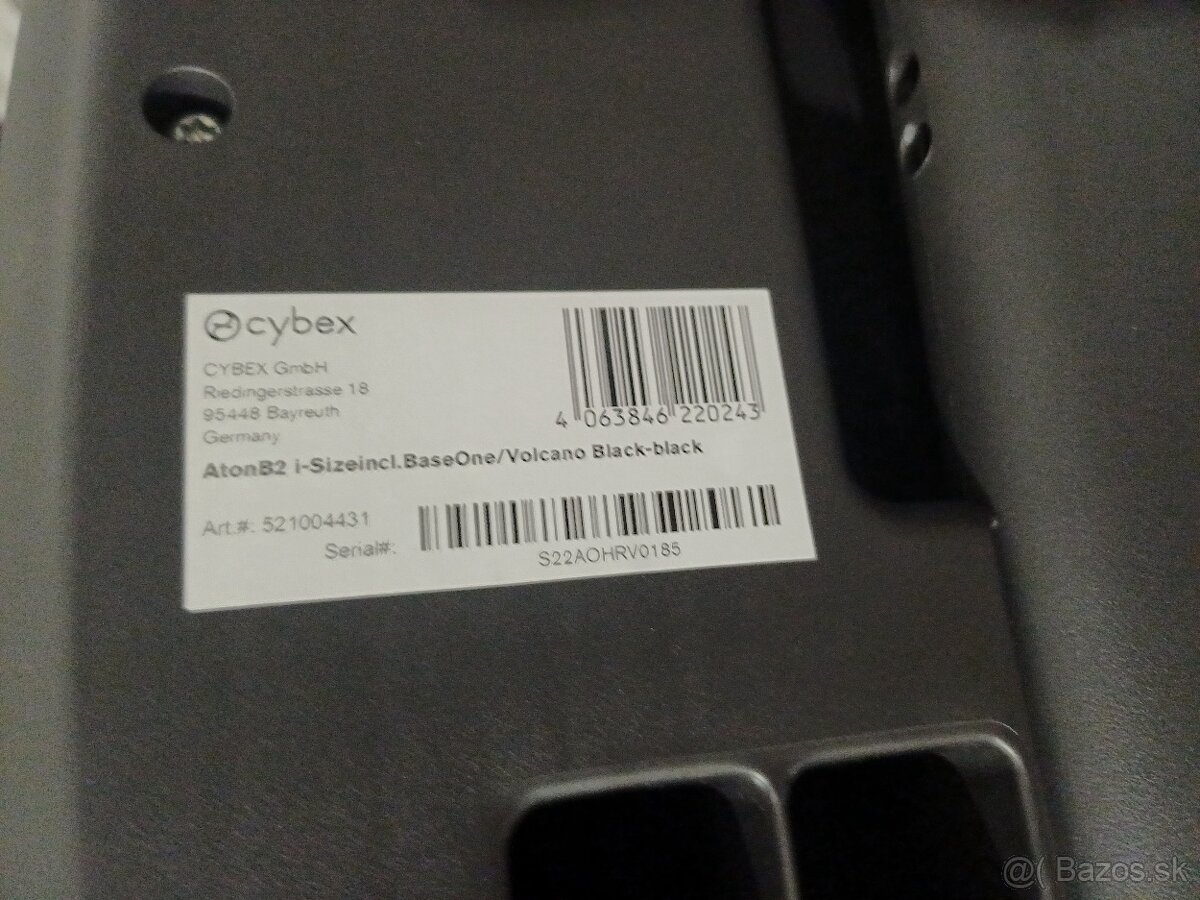 cybex
CYBEX GmbH
Riedingerstrasse 18
95448 Bayreuth
Germany
4 063846 220243
AtonB2 i-Sizeincl.BaseOne/Volcano Black-black
Art.#: 521004431
Serial#:
S22AOHRV0185
@( Bazos.sk